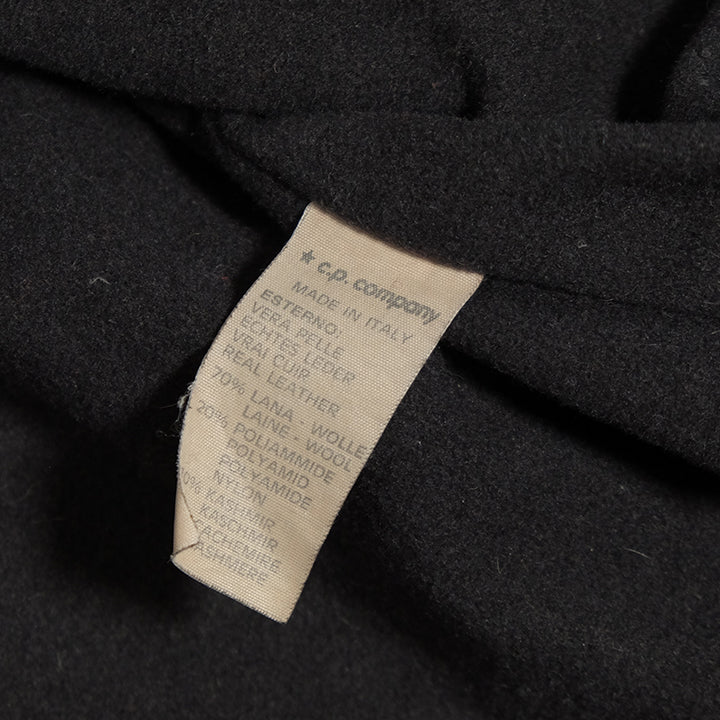 ★ c.p. company
MADE IN ITALY
ESTERNO:
VERA PELLE
ECHTES LEDER
VRAI CUIR
REAL LEATHER
70% LANA - WOLLE
LAINE - WOOL
20% POLIAMMIDE
POLYAMID
POLYAMIDE
NYLON
10% KASHMIR
KASCHMIR
CACHEMIRE
CASHMERE